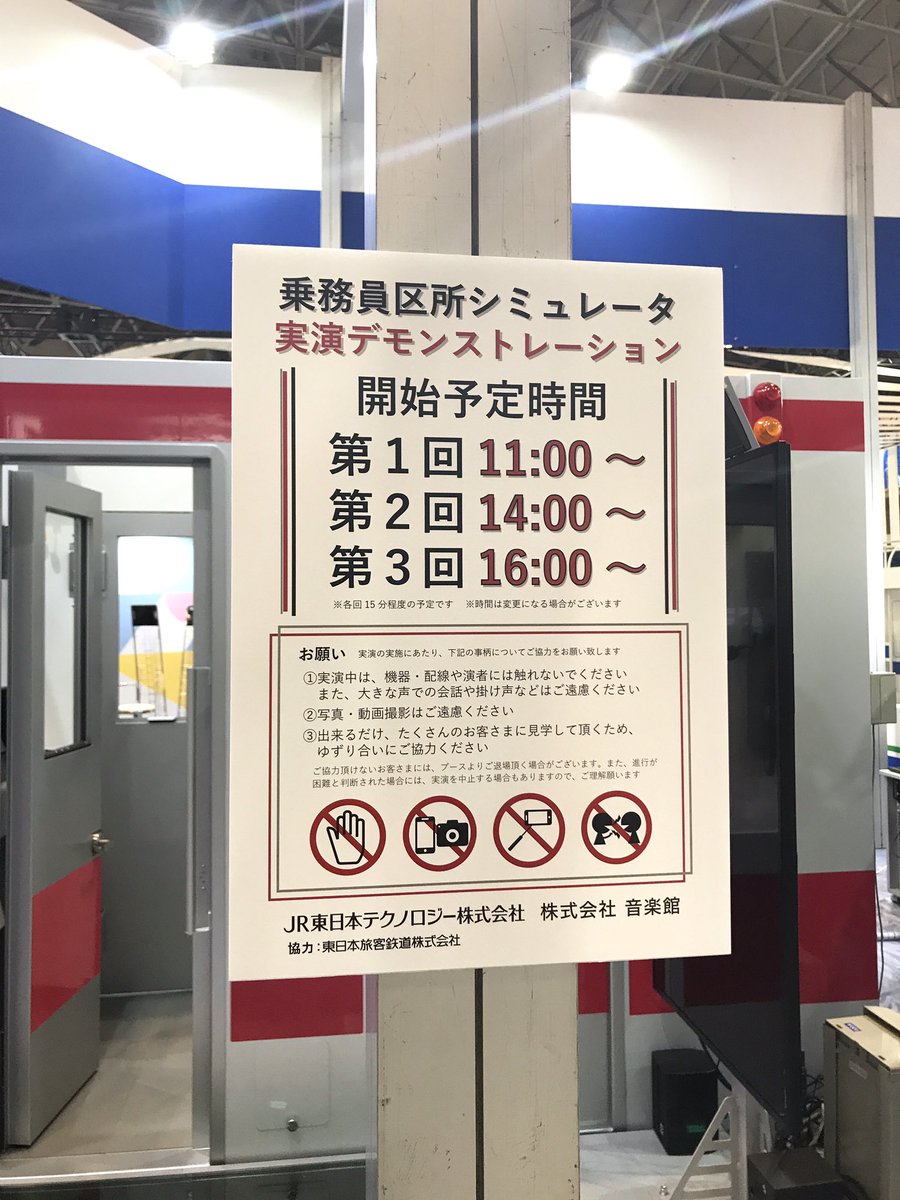 乗務員区所シミュレータ
実演デモンストレーション
開始予定時間
第1回 11:00 ～
第2回 14:00 ～
第3回 16:00 ～
※各回 15 分程度の予定です　※時間は変更になる場合がございます
お願い　実演の実施にあたり、下記の事柄についてご協力をお願い致します
①実演中は、機器・配線や演者には触れないでください
また、大きな声での会話や掛け声などはご遠慮ください
②写真・動画撮影はご遠慮ください
③出来るだけ、たくさんのお客さまに見学して頂くため、
ゆずり合いにご協力ください
ご協力頂けないお客さまには、ブースよりご退場頂く場合がございます。また、進行が
困難と判断された場合には、実演を中止する場合もありますので、ご理解願います
JR東日本テクノロジー株式会社　株式会社 音楽館
協力：東日本旅客鉄道株式会社